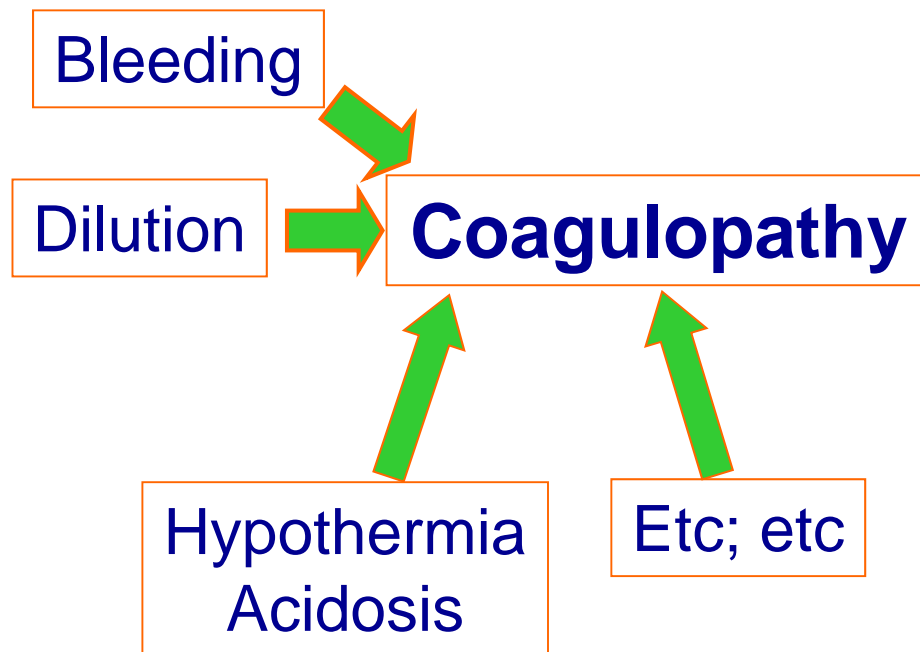 Bleeding
Dilution
Coagulopathy
Hypothermia
Acidosis
Etc; etc